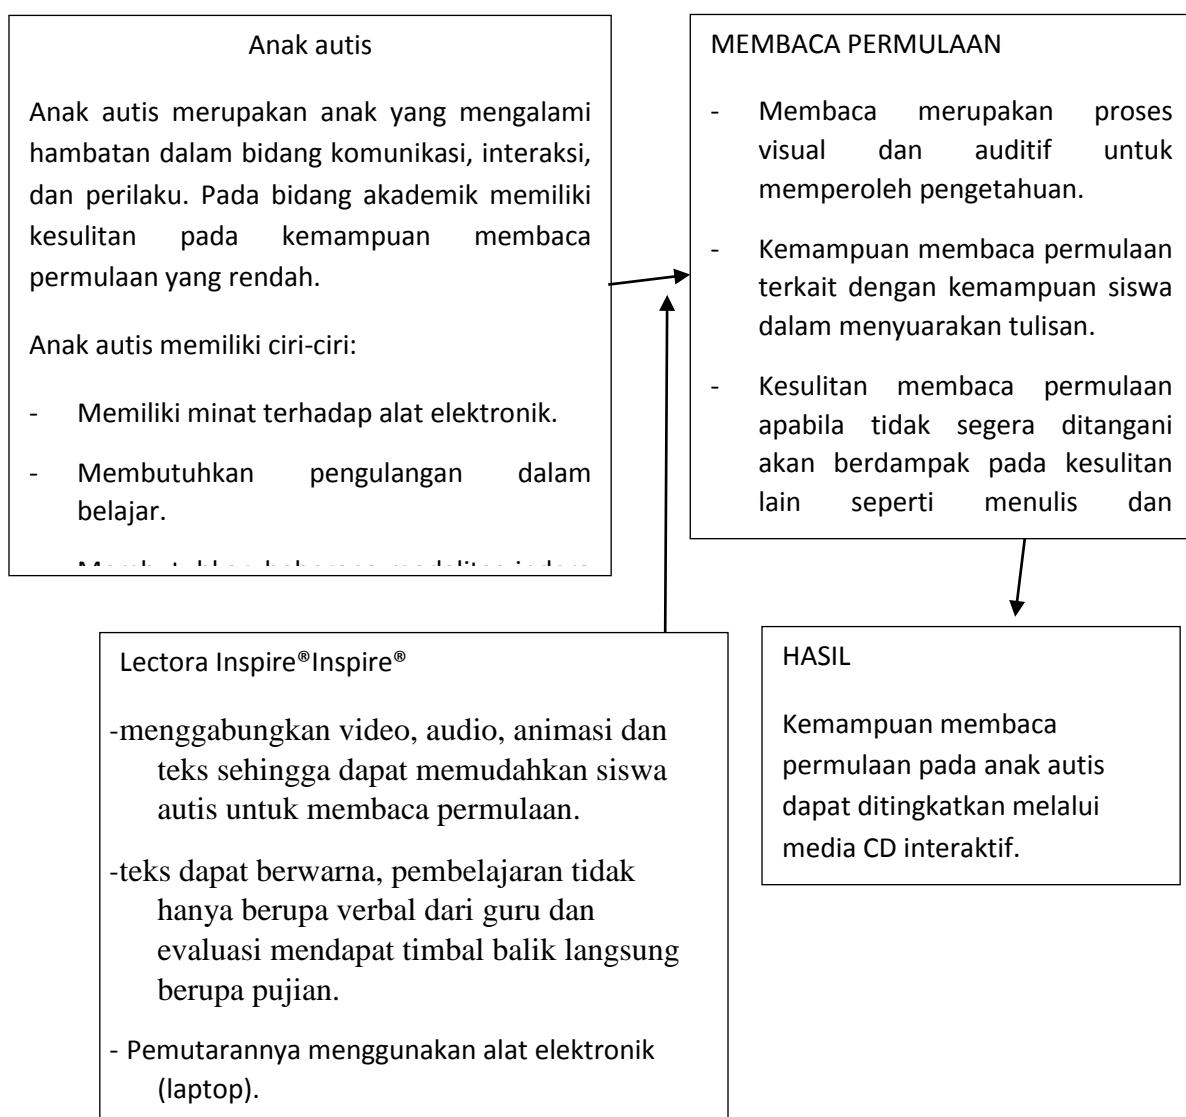 Anak autis
Anak autis merupakan anak yang mengalami
hambatan dalam bidang komunikasi, interaksi,
dan perilaku. Pada bidang akademik memiliki
kesulitan pada kemampuan membaca
permulaan yang rendah.
Anak autis memiliki ciri-ciri:
- Memiliki minat terhadap alat elektronik.
- Membutuhkan pengulangan dalam
belajar.
MEMBACA PERMULAAN
- Membaca merupakan proses
visual dan auditif untuk
memperoleh pengetahuan.
- Kemampuan membaca permulaan
terkait dengan kemampuan siswa
dalam menyuarakan tulisan.
- Kesulitan membaca permulaan
apabila tidak segera ditangani
akan berdampak pada kesulitan
lain seperti menulis dan
Lectora Inspire®Inspire®
-menggabungkan video, audio, animasi dan
teks sehingga dapat memudahkan siswa
autis untuk membaca permulaan.
-teks dapat berwarna, pembelajaran tidak
hanya berupa verbal dari guru dan
evaluasi mendapat timbal balik langsung
berupa pujian.
- Pemutarannya menggunakan alat elektronik
(laptop).
HASIL
Kemampuan membaca
permulaan pada anak autis
dapat ditingkatkan melalui
media CD interaktif.